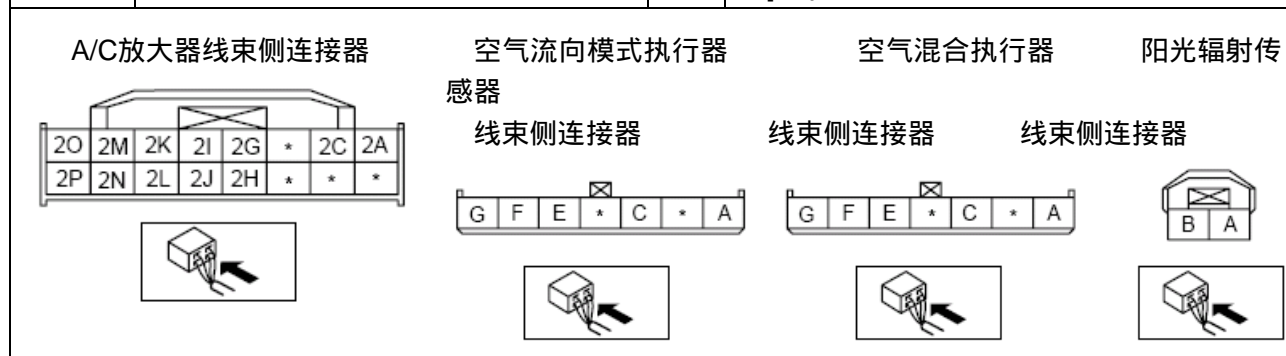 A/C放大器线束侧连接器 空气流向模式执行器 空气混合执行器 阳光辐射传
感器
线束侧连接器 线束侧连接器 线束侧连接器
2O 2M 2K 2I 2G * 2C 2A
2P 2N 2L 2J 2H * * *
G F E * C * A
G F E * C * A
B A